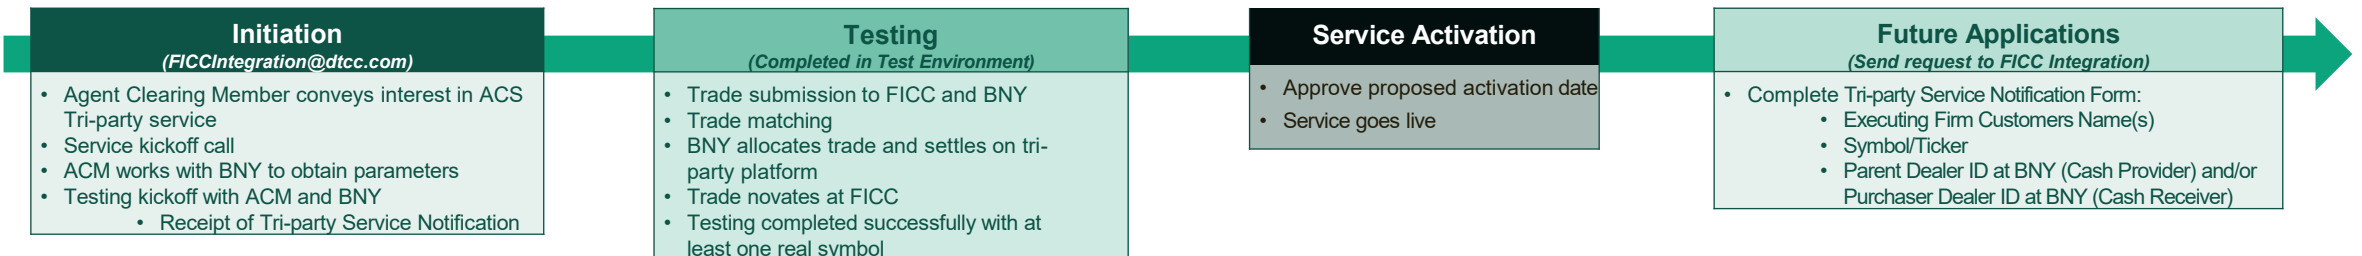 Initiation
(FICCIntegration@dtcc.com)
• Agent Clearing Member conveys interest in ACS
Tri-party service
• Service kickoff call
• ACM works with BNY to obtain parameters
• Testing kickoff with ACM and BNY
• Receipt of Tri-party Service Notification
Testing
(Completed in Test Environment)
• Trade submission to FICC and BNY
• Trade matching
• BNY allocates trade and settles on tri-
party platform
• Trade novates at FICC
• Testing completed successfully with at
least one real symbol
Service Activation
• Approve proposed activation date
• Service goes live
Future Applications
(Send request to FICC Integration)
• Complete Tri-party Service Notification Form:
• Executing Firm Customers Name(s)
• Symbol/Ticker
• Parent Dealer ID at BNY (Cash Provider) and/or
Purchaser Dealer ID at BNY (Cash Receiver)